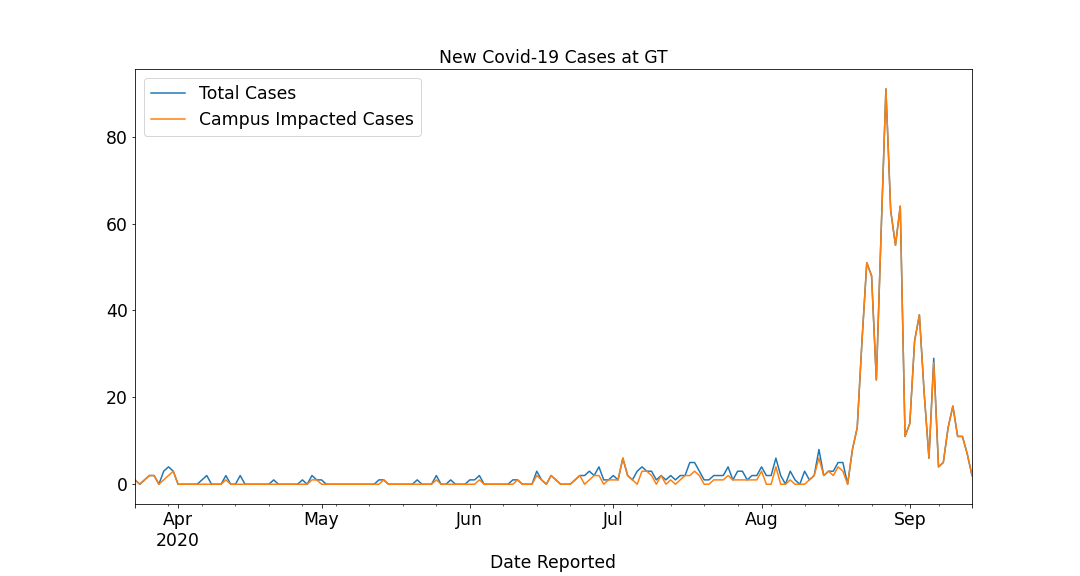 New Covid-19 Cases at GT
Total Cases
Campus Impacted Cases
80
60
40
20
0
Apr May Jun Jul Aug Sep
2020
Date Reported